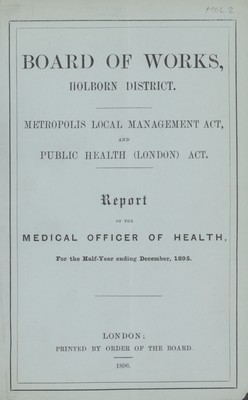 BOARD OF WORKS,
HOLBORN DISTRICT.
METROPOLIS LOCAL MANAGEMENT ACT,
AND
PUBLIC HEALTH (LONDON) ACT.
Report
OF THE
MEDICAL OFFICER OF HEALTH,
For the Half-Year ending December, 1895.
LONDON;
PRINTED BY ORDER OF THE BOARD.
1896.